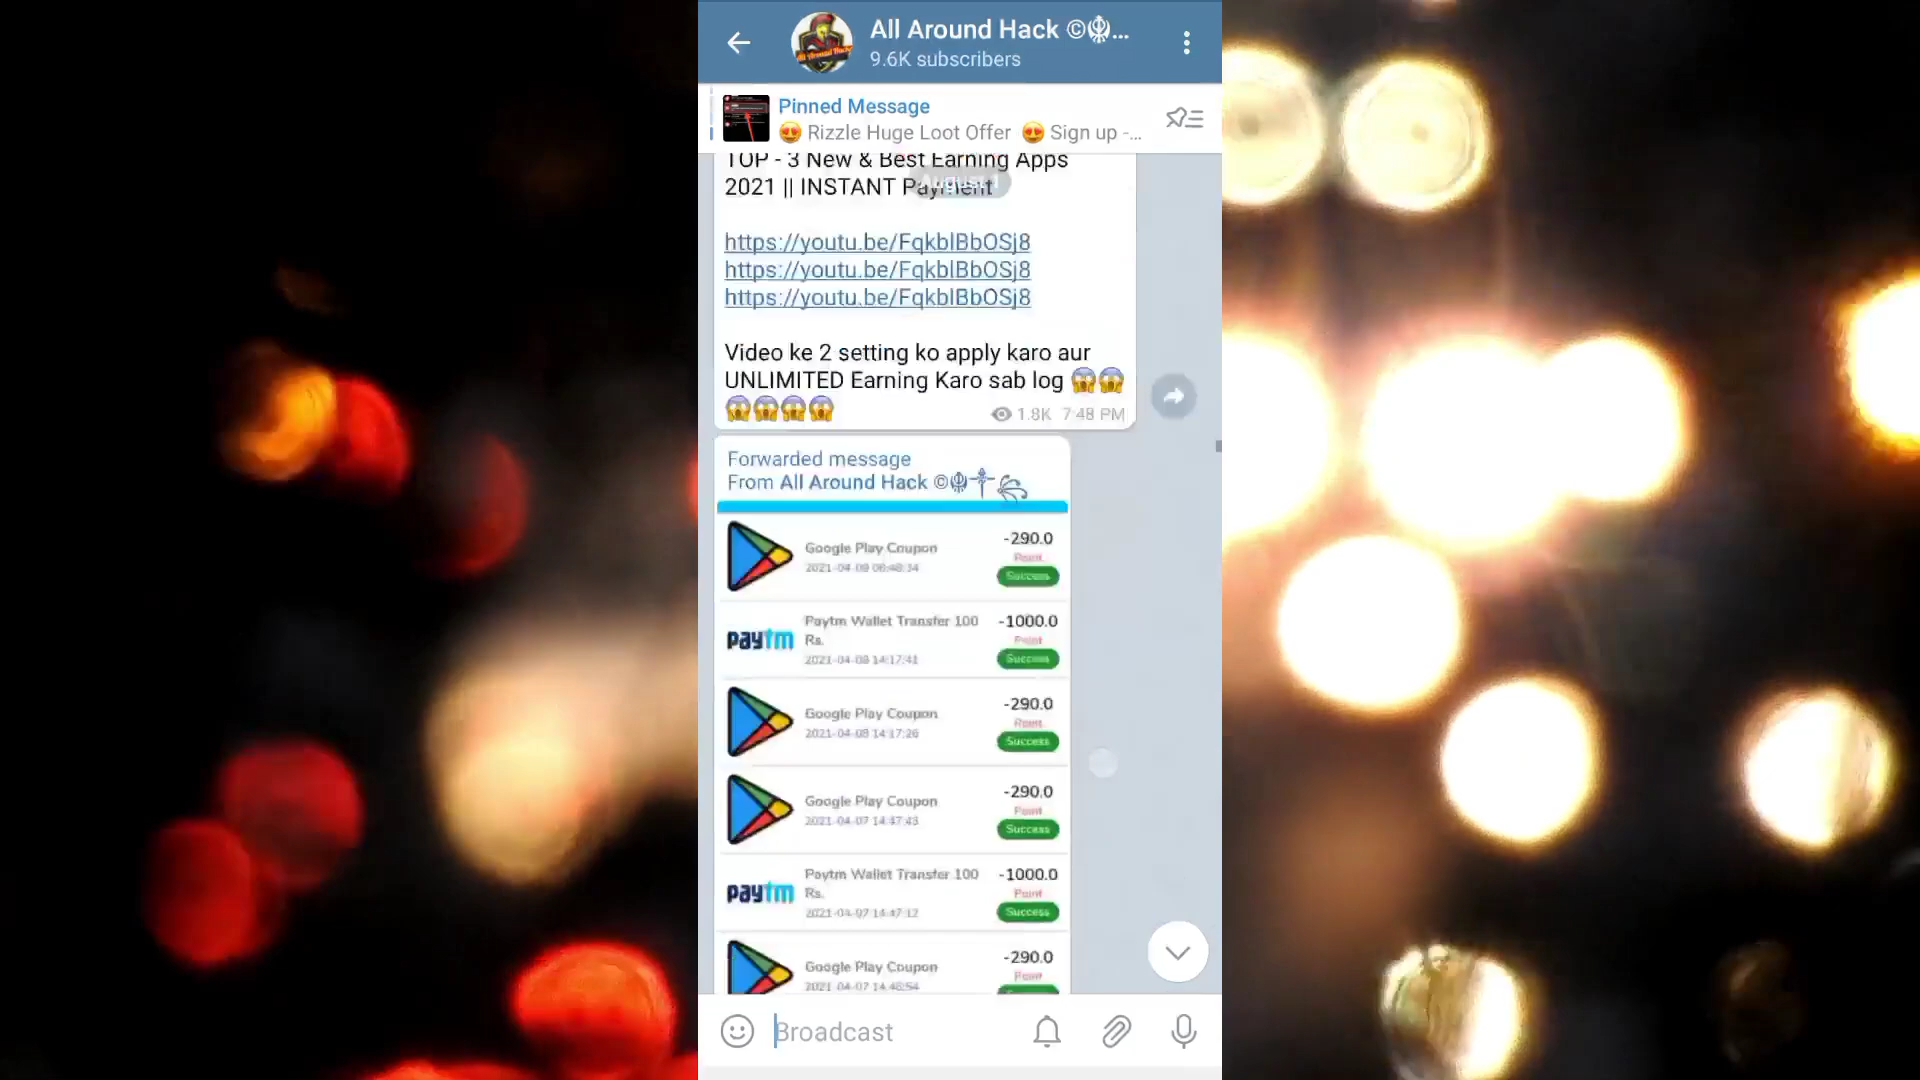 All Around Hack ©☬...
9.6K subscribers
Pinned Message
😍 Rizzle Huge Loot Offer 😍 Sign up -...
TOP - 3 New & Best Earning Apps
2021 || INSTANT Payment
August 1
https://youtu.be/FqkblBbOSj8
https://youtu.be/FqkblBbOSj8
https://youtu.be/FqkblBbOSj8
Video ke 2 setting ko apply karo aur
UNLIMITED Earning Karo sab log 😱😱
😱😱😱😱
1.8K 7:48 PM
Forwarded message
From All Around Hack ©☬
Google Play Coupon
-290.0
Point
2021-04-09 08:48:34
Success
Paytm Wallet Transfer 100
Rs.
-1000.0
Point
paytm
2021-04-08 14:17:41
Success
Google Play Coupon
-290.0
Point
2021-04-08 14:17:26
Success
Google Play Coupon
-290.0
Point
2021-04-07 14:47:43
Success
Paytm Wallet Transfer 100
Rs.
-1000.0
Point
paytm
2021-04-07 14:47:12
Success
Google Play Coupon
-290.0
Point
2021-04-07 14:46:54
Broadcast